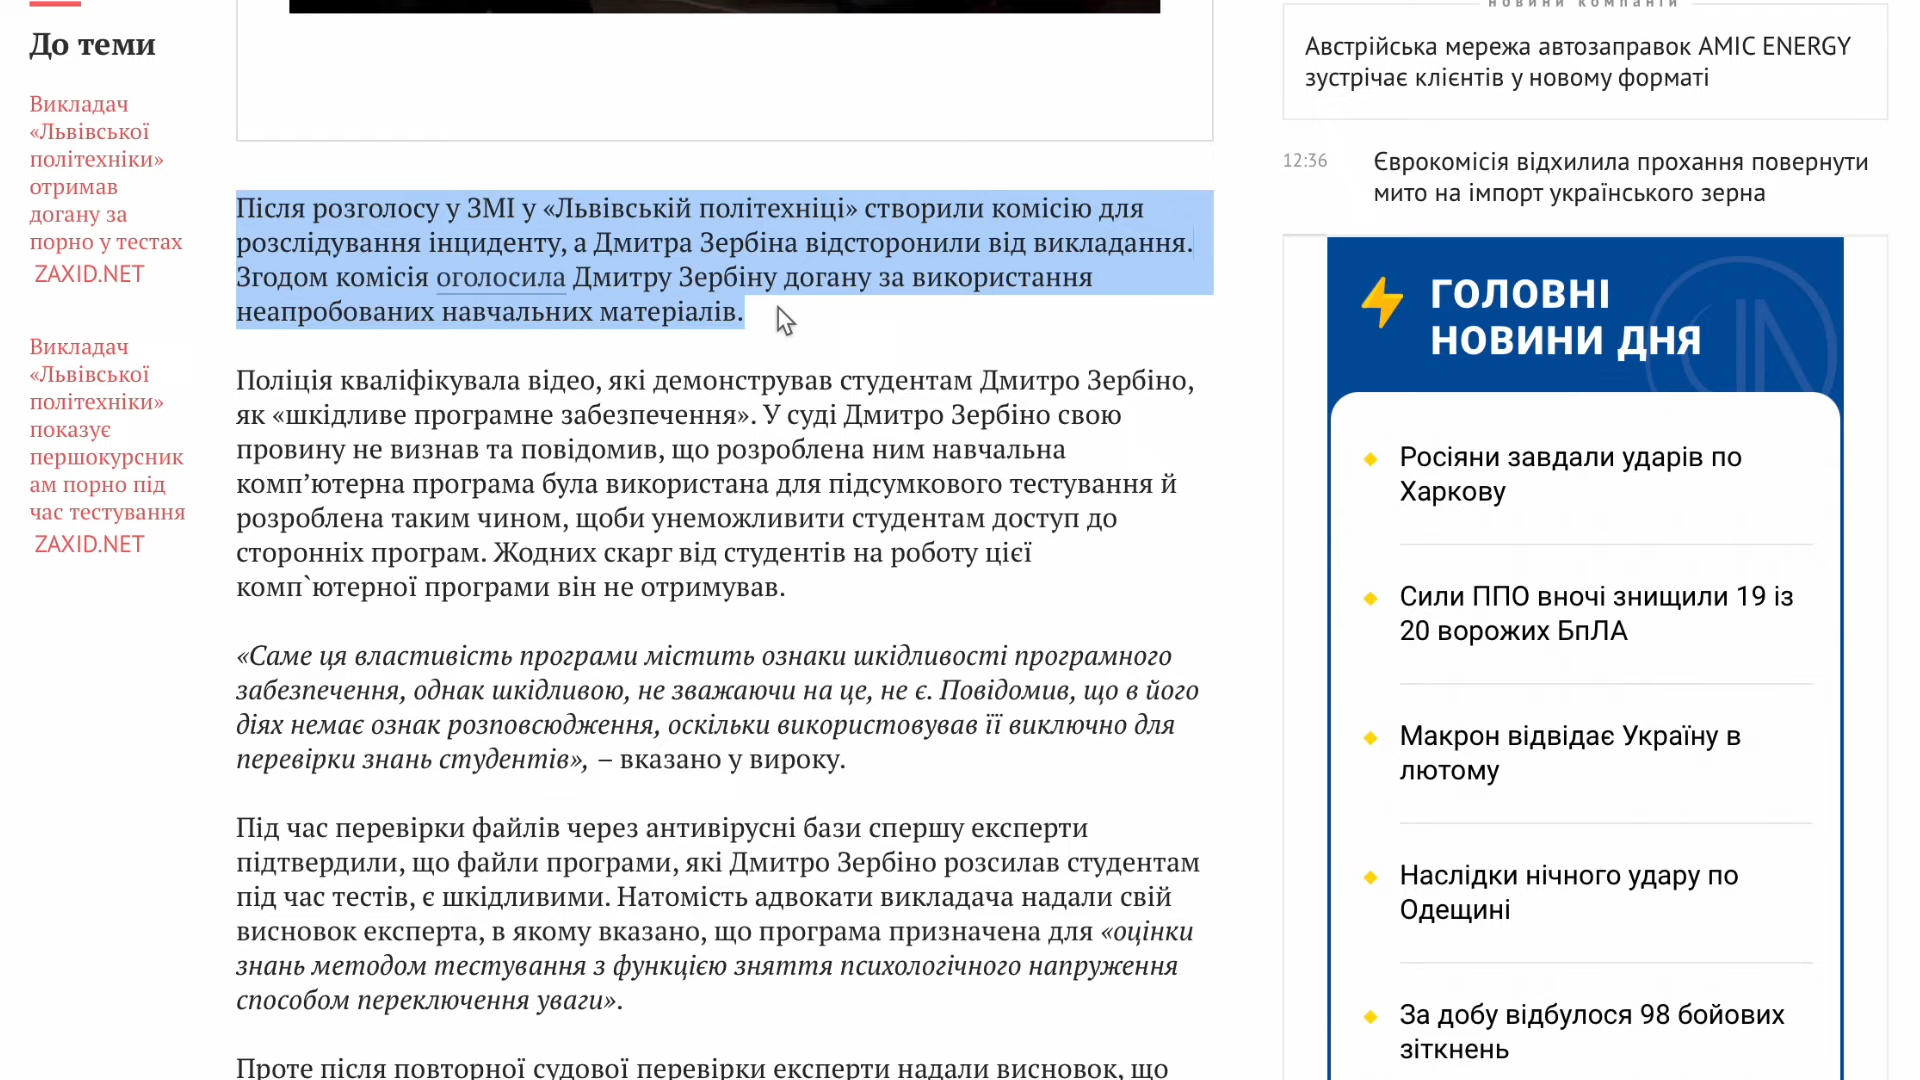 До теми
Викладач
«Львівської
політехніки»
отримав
догану за
порно у тестах
ZAXID.NET
Викладач
«Львівської
політехніки»
показує
першокурсник
ам порно під
час тестування
ZAXID.NET
Після розголосу у ЗМІ у «Львівській політехніці» створили комісію для
розслідування інциденту, а Дмитра Зербіна відсторонили від викладання.
Згодом комісія оголосила Дмитру Зербіну догану за використання
неапробованих навчальних матеріалів.
Поліція кваліфікувала відео, які демонстрував студентам Дмитро Зербіно,
як «шкідливе програмне забезпечення». У суді Дмитро Зербіно свою
провину не визнав та повідомив, що розроблена ним навчальна
комп’ютерна програма була використана для підсумкового тестування й
розроблена таким чином, щоби унеможливити студентам доступ до
сторонніх програм. Жодних скарг від студентів на роботу цієї
комп`ютерної програми він не отримував.
«Саме ця властивість програми містить ознаки шкідливості програмного
забезпечення, однак шкідливою, не зважаючи на це, не є. Повідомив, що в його
діях немає ознак розповсюдження, оскільки використовував її виключно для
перевірки знань студентів», – вказано у вироку.
Під час перевірки файлів через антивірусні бази спершу експерти
підтвердили, що файли програми, які Дмитро Зербіно розсилав студентам
під час тестів, є шкідливими. Натомість адвокати викладача надали свій
висновок експерта, в якому вказано, що програма призначена для «оцінки
знань методом тестування з функцією зняття психологічного напруження
способом переключення уваги».
Проте після повторної судової перевірки експерти надали висновок, що
новини компаній
Австрійська мережа автозаправок AMIC ENERGY
зустрічає клієнтів у новому форматі
12:36
Єврокомісія відхилила прохання повернути
мито на імпорт українського зерна
ГОЛОВНІ
НОВИНИ ДНЯ
Росіяни завдали ударів по
Харкову
Сили ППО вночі знищили 19 із
20 ворожих БпЛА
Макрон відвідає Україну в
лютому
Наслідки нічного удару по
Одещині
За добу відбулося 98 бойових
зіткнень